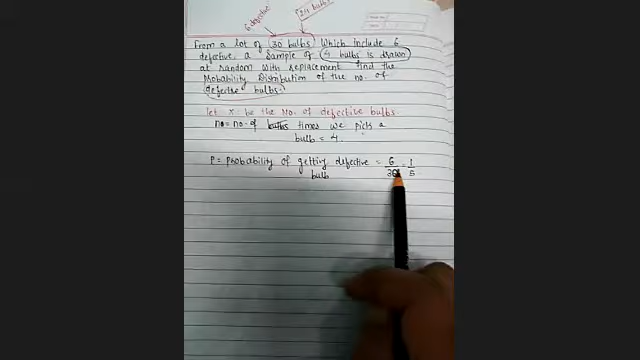 6 defective
24 bulbs
From a lot of 30 bulbs Which include 6
defective, a Sample of 4 bulbs is drawn
at random with replacement find the
Probability Distribution of the no. of
defective bulbs.
let x be the No. of defective bulbs.
n = no. of times we pick a
bulb = 4.
P = probability of getting defective = 6/30 = 1/5
bulb